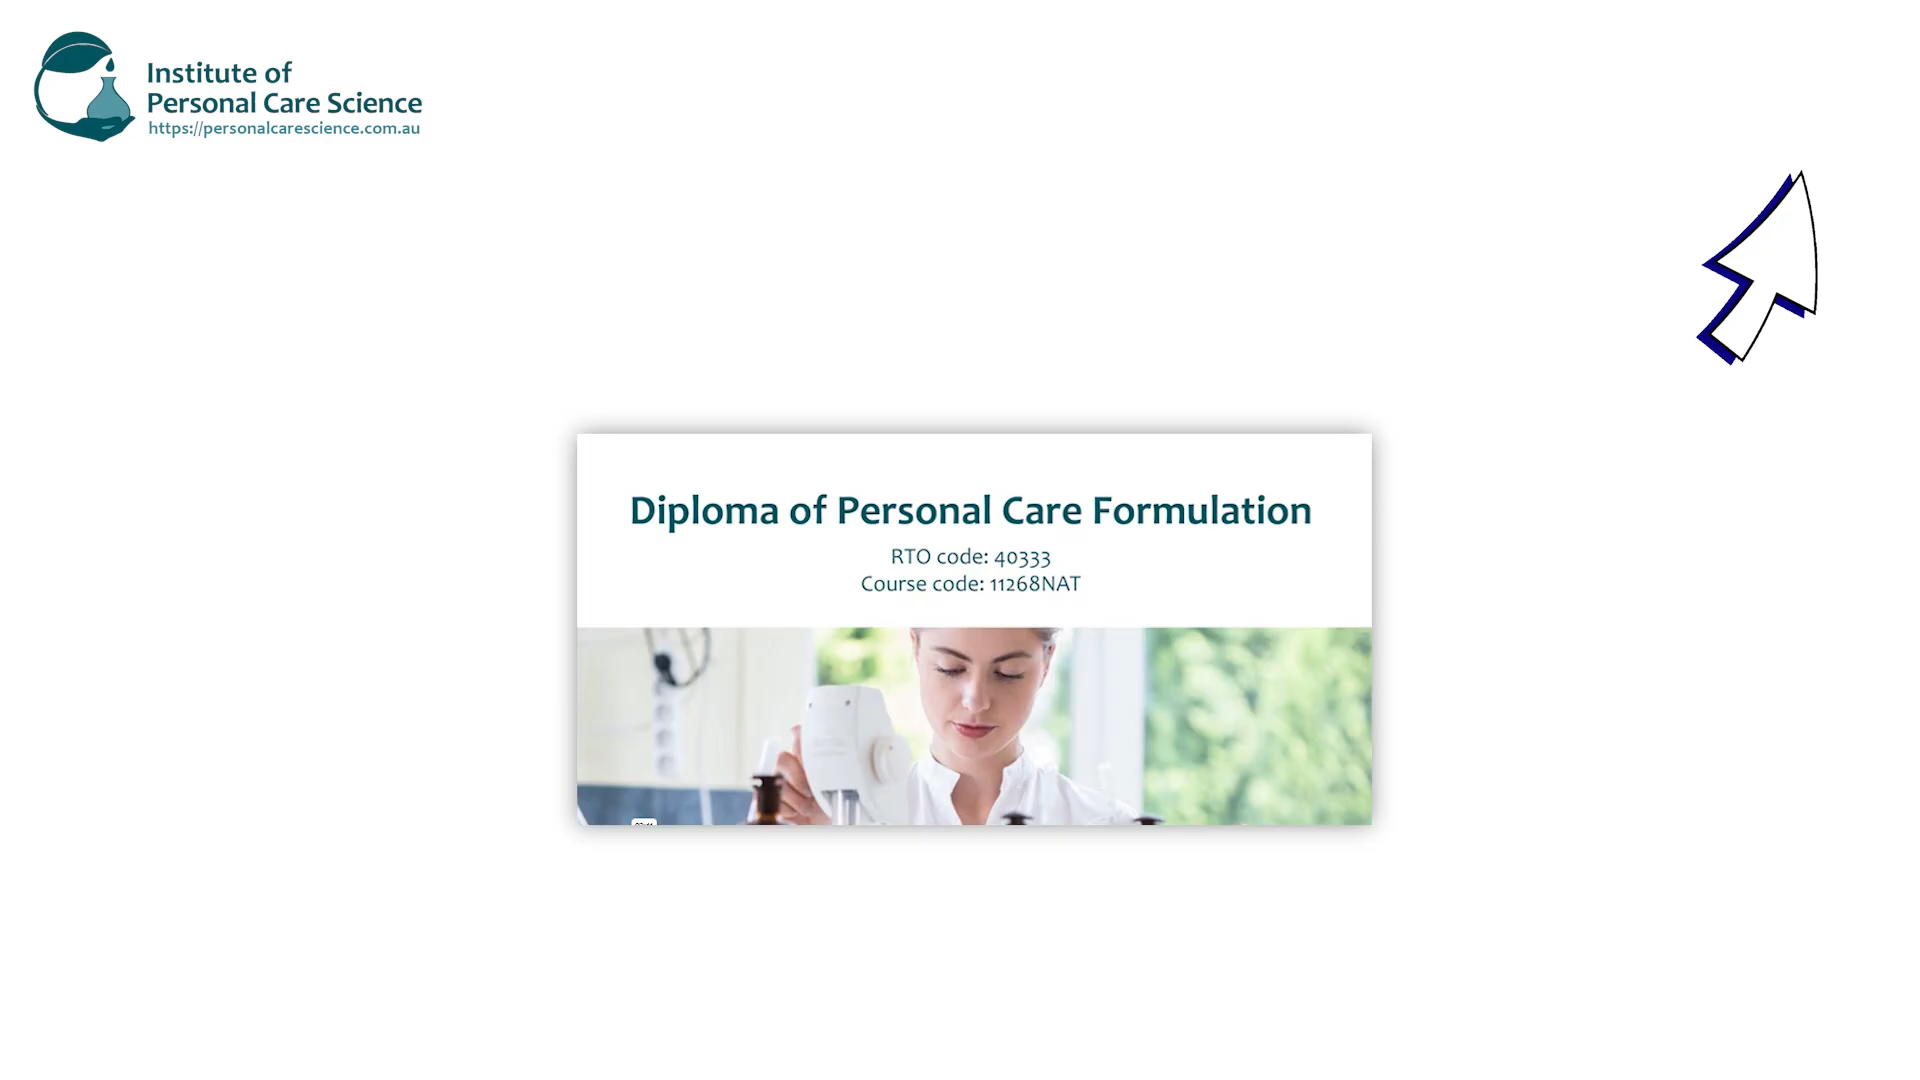 Institute of
Personal Care Science
https://personalcarescience.com.au
Diploma of Personal Care Formulation
RTO code: 40333
Course code: 11268NAT